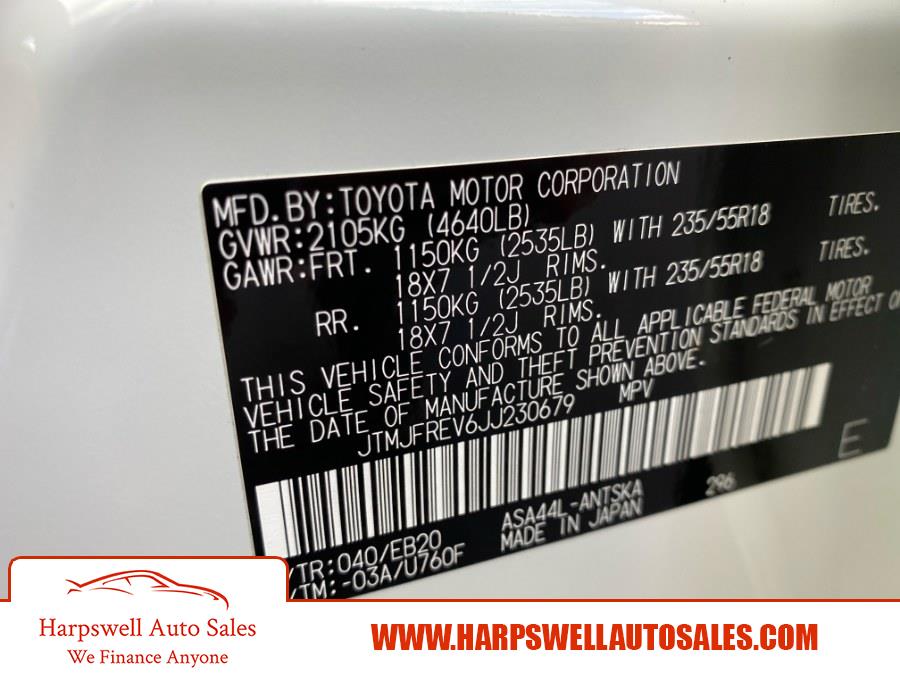 MFD. BY: TOYOTA MOTOR CORPORATION
GVWR: 2105KG (4640LB)
GAWR: FRT. 1150KG (2535LB) WITH 235/55R18 TIRES.
18X7 1/2J RIMS.
RR. 1150KG (2535LB) WITH 235/55R18 TIRES.
18X7 1/2J RIMS.
THIS VEHICLE CONFORMS TO ALL APPLICABLE FEDERAL MOTOR
VEHICLE SAFETY AND THEFT PREVENTION STANDARDS IN EFFECT
THE DATE OF MANUFACTURE SHOWN ABOVE.
JTMJFREV6JJ230679 MPV
E
/TR: 040/EB20 ASA44L-ANTSKA 296
/TM: -03A/U760F MADE IN JAPAN
Harpswell Auto Sales
We Finance Anyone
WWW.HARPSWELLAUTOSALES.COM